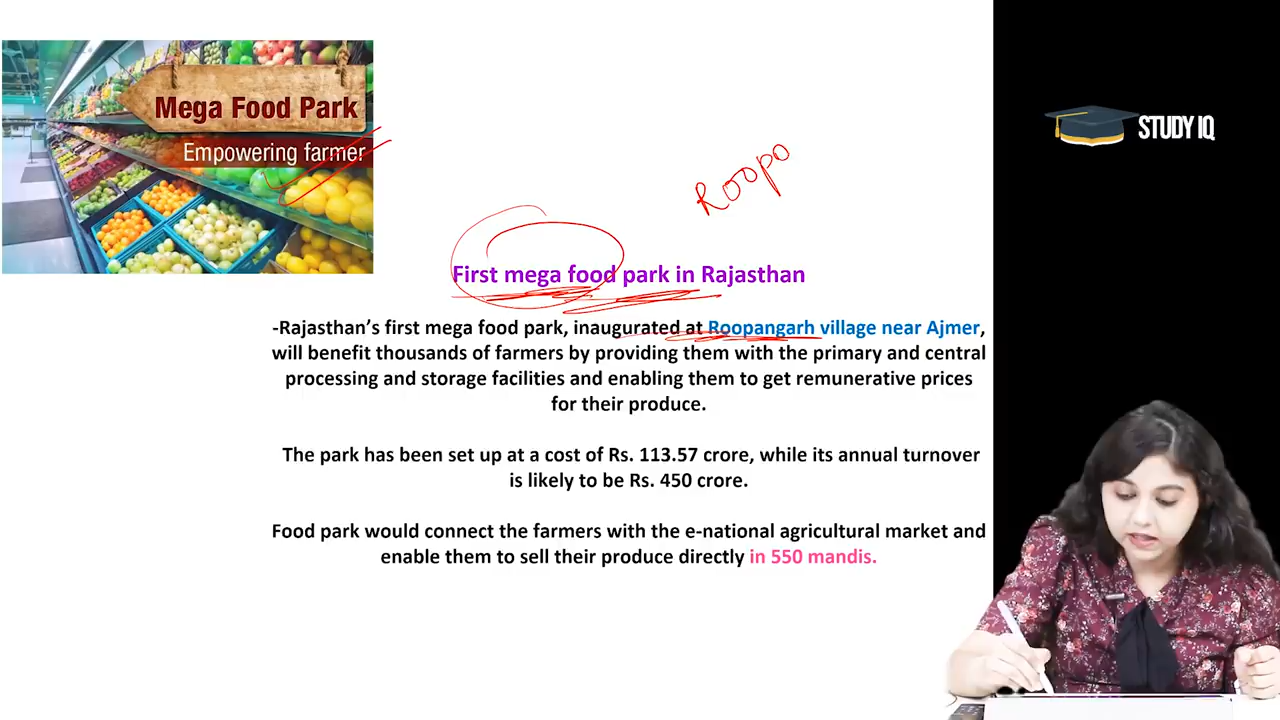 Mega Food Park
Empowering farmer
STUDY IQ
Roopo
First mega food park in Rajasthan
-Rajasthan's first mega food park, inaugurated at Roopangarh village near Ajmer,
will benefit thousands of farmers by providing them with the primary and central
processing and storage facilities and enabling them to get remunerative prices
for their produce.
The park has been set up at a cost of Rs. 113.57 crore, while its annual turnover
is likely to be Rs. 450 crore.
Food park would connect the farmers with the e-national agricultural market and
enable them to sell their produce directly in 550 mandis.